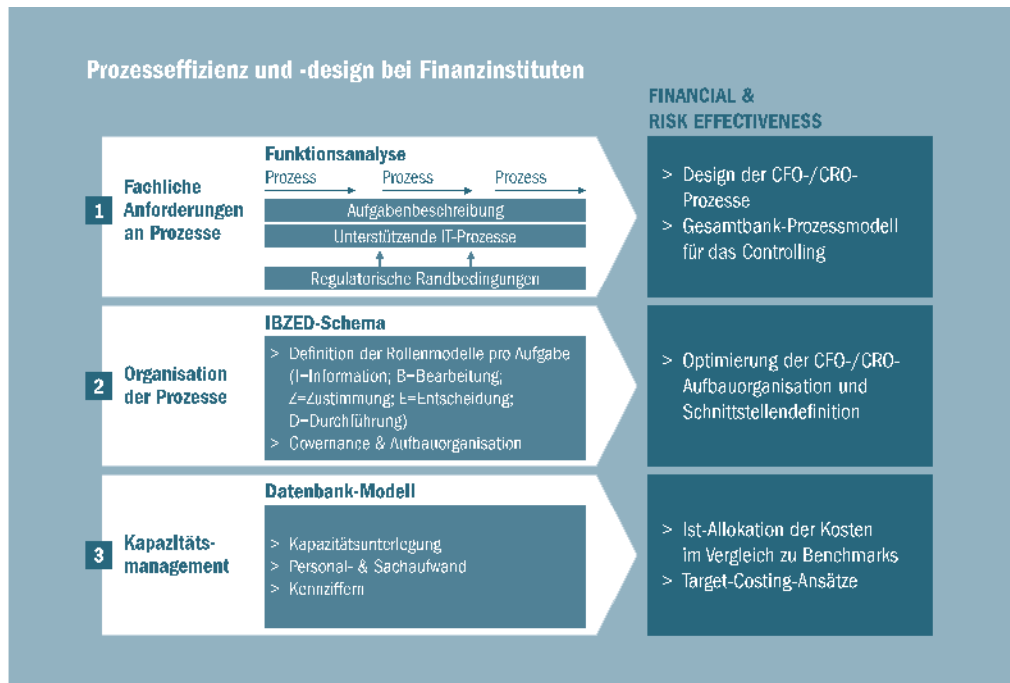 Prozesseffizienz und -design bei Finanzinstituten
FINANCIAL &
RISK EFFECTIVENESS
1
Fachliche
Anforderungen
an Prozesse
Funktionsanalyse
Prozess
Prozess
Prozess
Aufgabenbeschreibung
Unterstützende IT-Prozesse
Regulatorische Randbedingungen
> Design der CFO-/CRO-
Prozesse
> Gesamtbank-Prozessmodell
für das Controlling
2
Organisation
der Prozesse
IBZED-Schema
> Definition der Rollenmodelle pro Aufgabe
(I=Information; B=Bearbeitung;
Z=Zustimmung; E=Entscheidung;
D=Durchführung)
> Governance & Aufbauorganisation
> Optimierung der CFO-/CRO-
Aufbauorganisation und
Schnittstellendefinition
3
Kapazitäts-
management
Datenbank-Modell
> Kapazitätsunterlegung
> Personal- & Sachaufwand
> Kennziffern
> Ist-Allokation der Kosten
im Vergleich zu Benchmarks
> Target-Costing-Ansätze